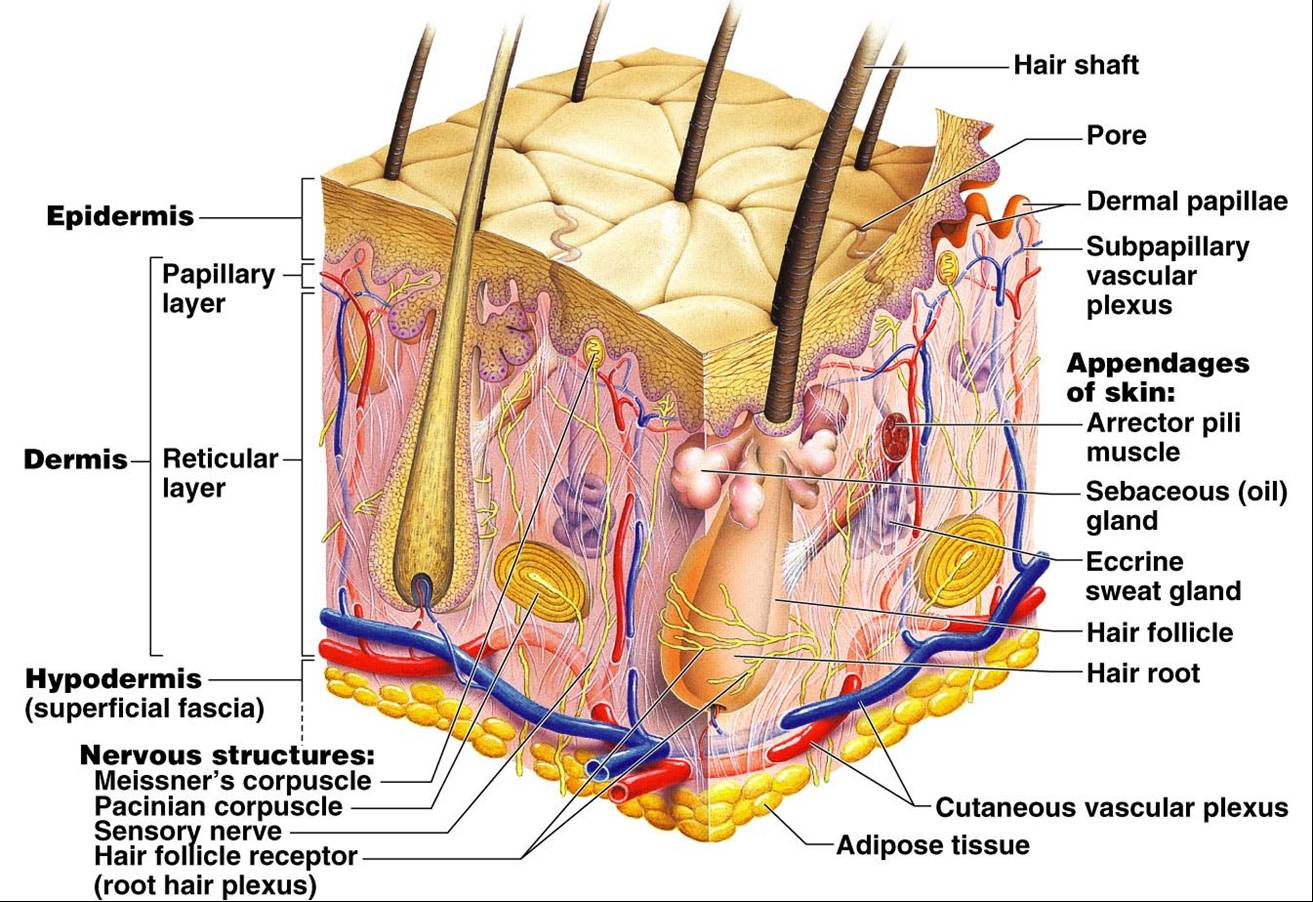 Hair shaft
Pore
Dermal papillae
Subpapillary
vascular
plexus
Appendages
of skin:
Arrector pili
muscle
Sebaceous (oil)
gland
Eccrine
sweat gland
Hair follicle
Hair root
Cutaneous vascular plexus
Adipose tissue
Epidermis
Papillary
layer
Dermis
Reticular
layer
Hypodermis
(superficial fascia)
Nervous structures:
Meissner's corpuscle
Pacinian corpuscle
Sensory nerve
Hair follicle receptor
(root hair plexus)